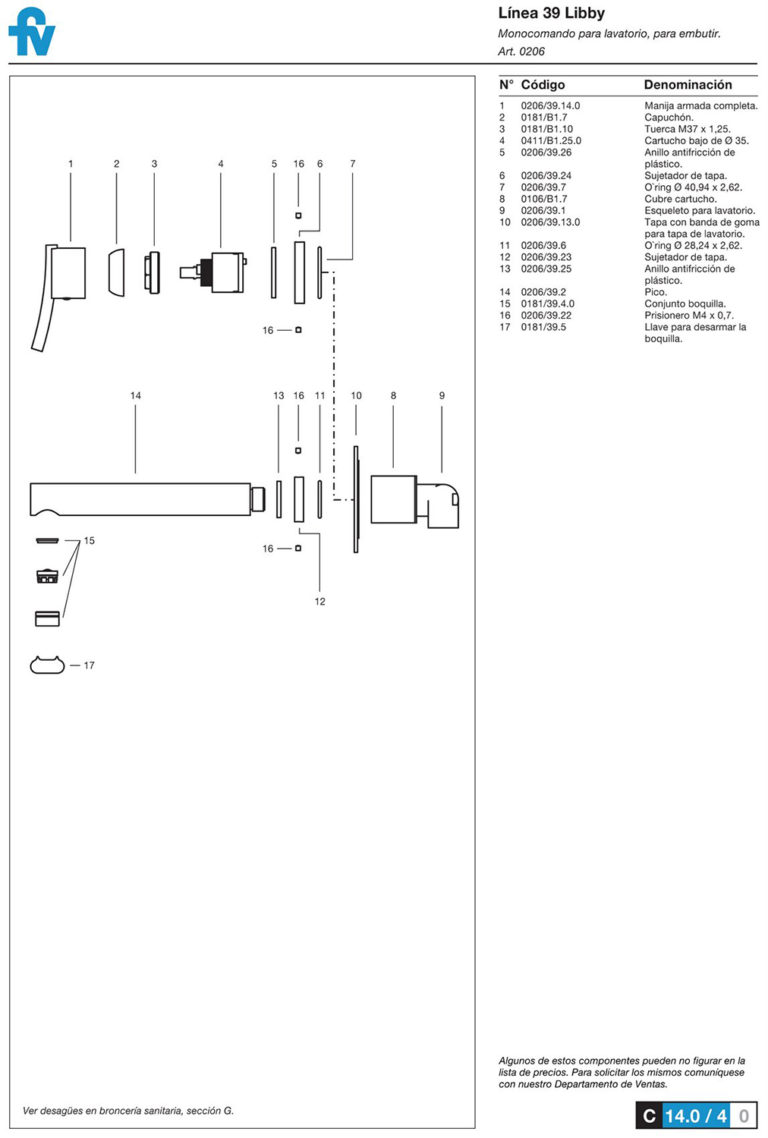 fv
Línea 39 Libby
Monocomando para lavatorio, para embutir.
Art. 0206
N° Código Denominación
1 0206/39.14.0 Manija armada completa.
2 0181/B1.7 Capuchón.
3 0181/B1.10 Tuerca M37 x 1,25.
4 0411/B1.25.0 Cartucho bajo de Ø 35.
5 0206/39.26 Anillo antifricción de
plástico.
6 0206/39.24 Sujetador de tapa.
7 0206/39.7 O`ring Ø 40,94 x 2,62.
8 0106/B1.7 Cubre cartucho.
9 0206/39.1 Esqueleto para lavatorio.
10 0206/39.13.0 Tapa con banda de goma
para tapa de lavatorio.
11 0206/39.6 O`ring Ø 28,24 x 2,62.
12 0206/39.23 Sujetador de tapa.
13 0206/39.25 Anillo antifricción de
plástico.
14 0206/39.2 Pico.
15 0181/39.4.0 Conjunto boquilla.
16 0206/39.22 Prisionero M4 x 0,7.
17 0181/39.5 Llave para desarmar la
boquilla.
1 2 3 4 5 16 6 7
16
14 13 16 11 10 8 9
15
16
12
17
Ver desagües en broncería sanitaria, sección G.
Algunos de estos componentes pueden no figurar en la
lista de precios. Para solicitar los mismos comuníquese
con nuestro Departamento de Ventas.
C 14.0 / 4 0